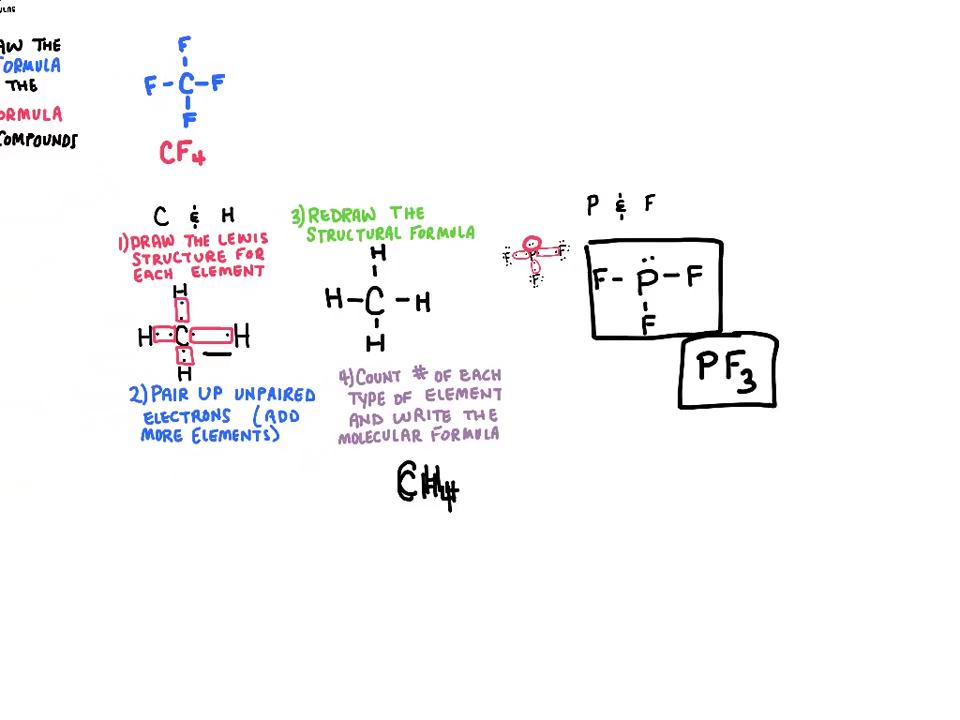 AW THE
FORMULA
THE
FORMULA
COMPOUNDS
F
F-C-F
F
CF4
C & H
1) DRAW THE LEWIS
STRUCTURE FOR
EACH ELEMENT
H
H C H
H
2) PAIR UP UNPAIRED
ELECTRONS (ADD
MORE ELEMENTS)
3) REDRAW THE
STRUCTURAL FORMULA
H
H-C-H
H
4) COUNT # OF EACH
TYPE OF ELEMENT
AND WRITE THE
MOLECULAR FORMULA
CH4
P & F
F P F
F
F-P-F
F
PF3